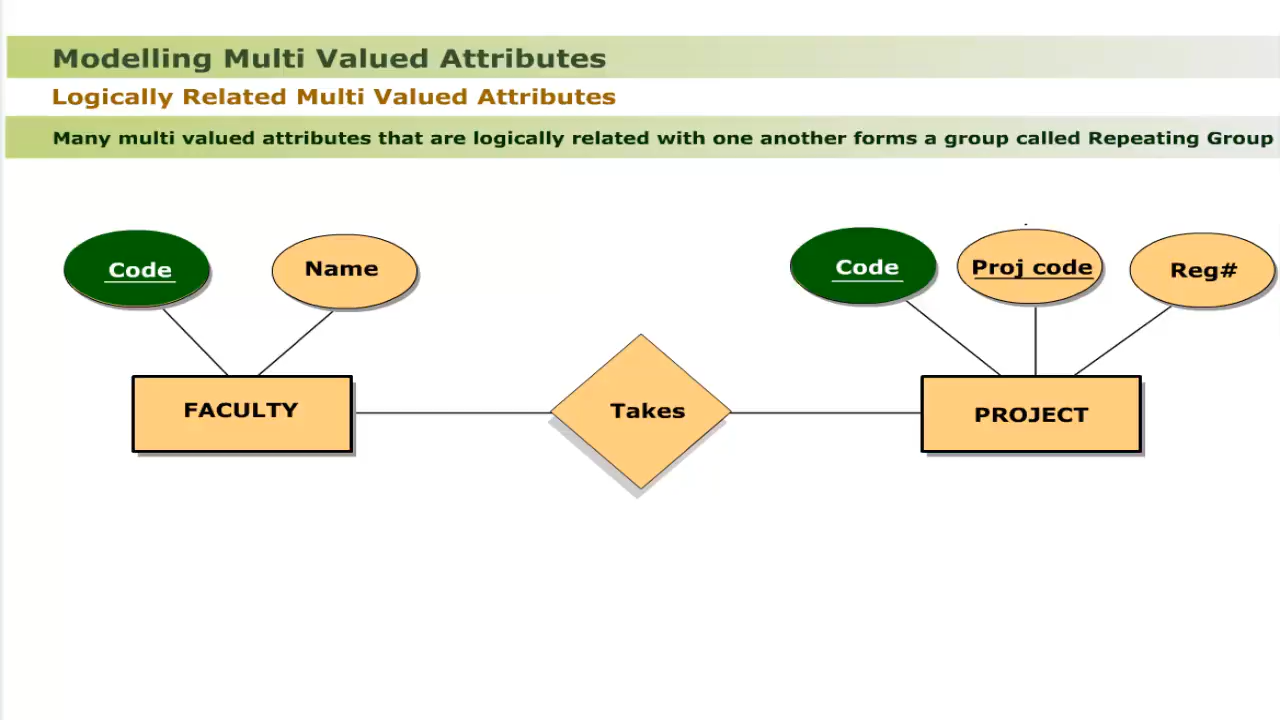 Modelling Multi Valued Attributes
Logically Related Multi Valued Attributes
Many multi valued attributes that are logically related with one another forms a group called Repeating Group
Code
Name
Code
Proj code
Reg#
FACULTY
Takes
PROJECT